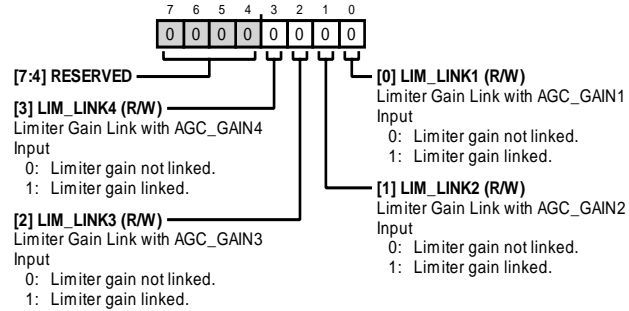 7 6 5 4 3 2 1 0
0 0 0 0 0 0 0 0
[7:4] RESERVED
[3] LIM_LINK4 (R/W)
Limiter Gain Link with AGC_GAIN4
Input
0: Limiter gain not linked.
1: Limiter gain linked.
[2] LIM_LINK3 (R/W)
Limiter Gain Link with AGC_GAIN3
Input
0: Limiter gain not linked.
1: Limiter gain linked.
[0] LIM_LINK1 (R/W)
Limiter Gain Link with AGC_GAIN1
Input
0: Limiter gain not linked.
1: Limiter gain linked.
[1] LIM_LINK2 (R/W)
Limiter Gain Link with AGC_GAIN2
Input
0: Limiter gain not linked.
1: Limiter gain linked.